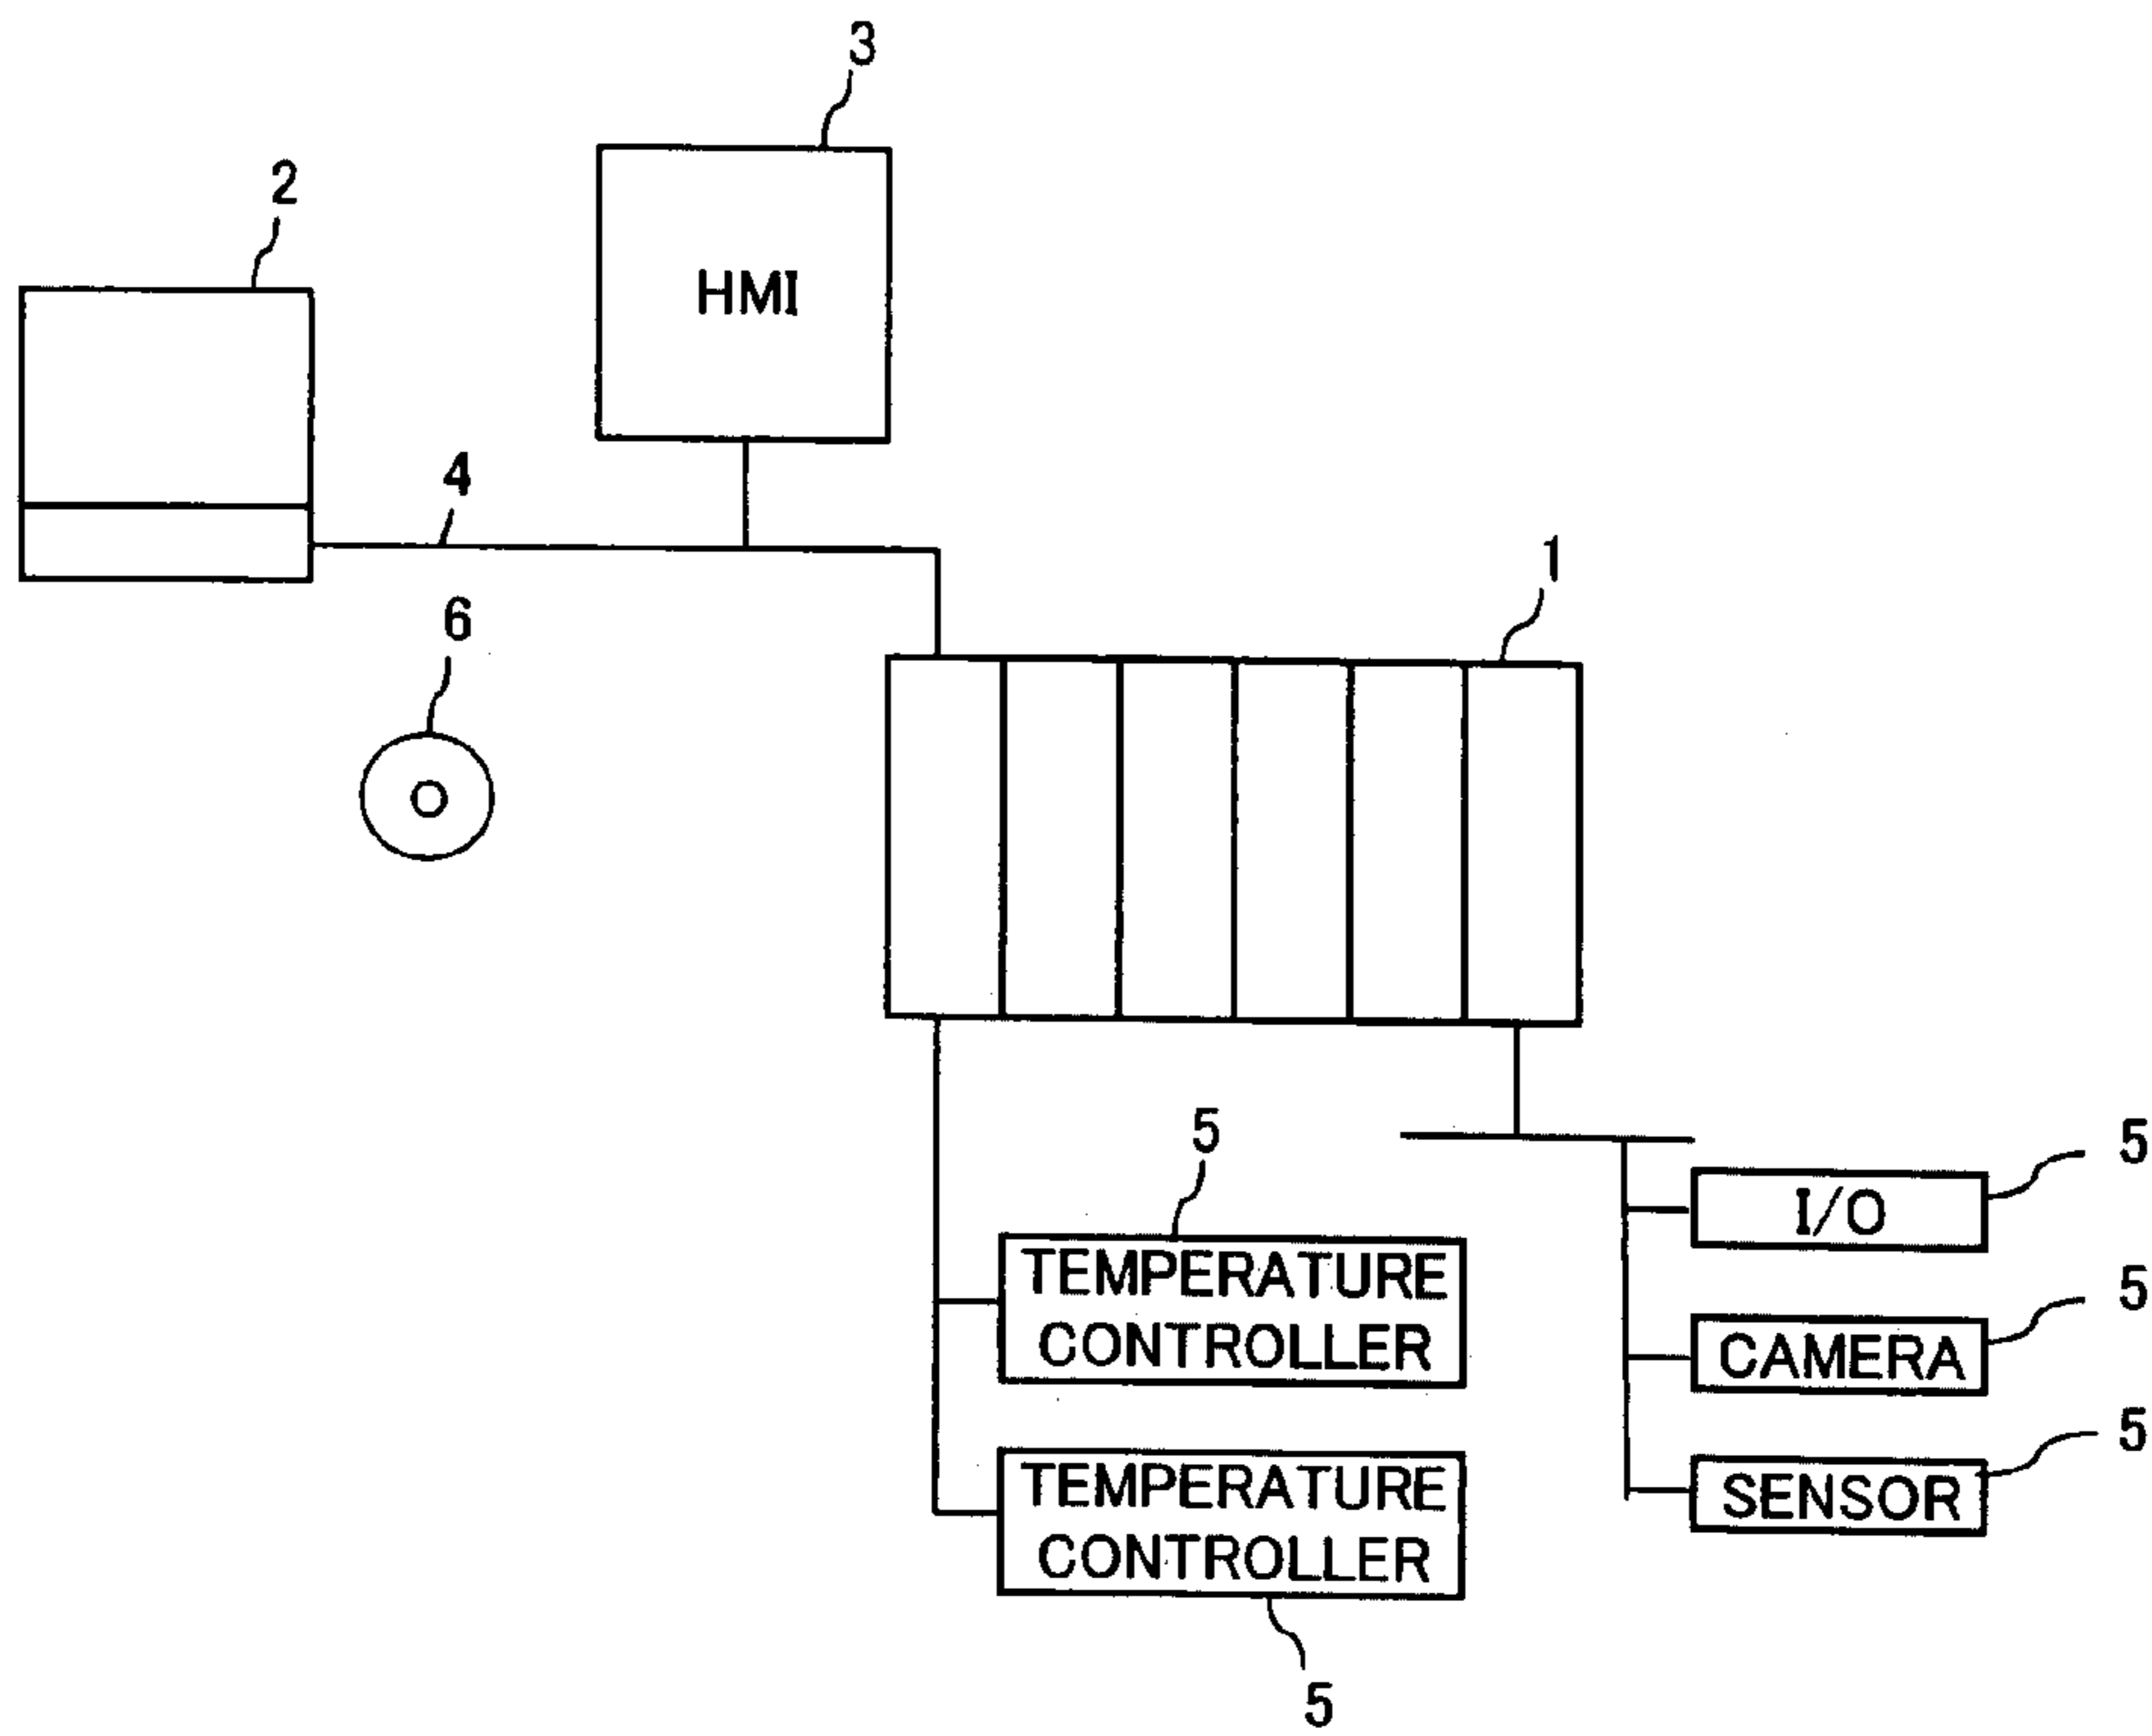 3
2
HMI
4
1
6
5
5
I/O
TEMPERATURE
CONTROLLER
5
CAMERA
5
SENSOR
TEMPERATURE
CONTROLLER
5